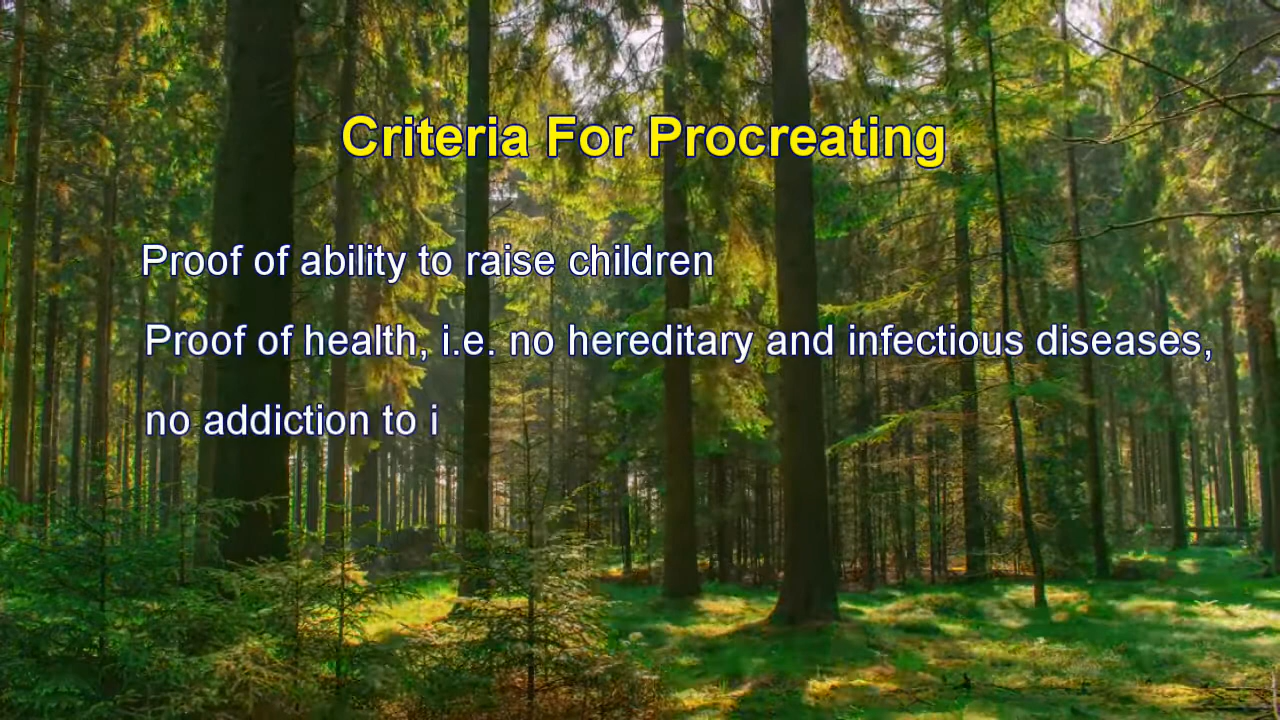 Criteria For Procreating
Proof of ability to raise children
Proof of health, i.e. no hereditary and infectious diseases,
no addiction to i